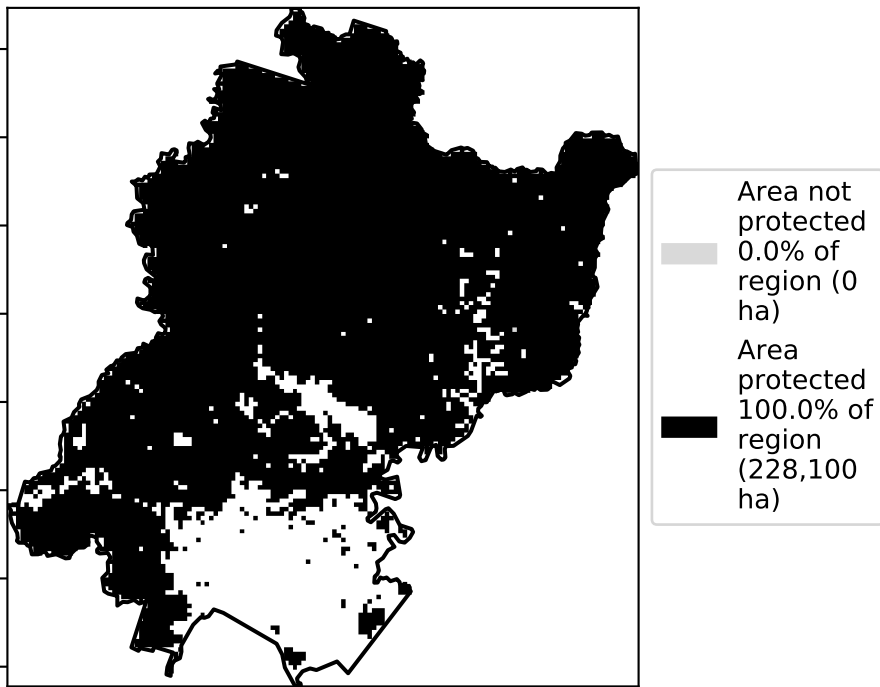 Area not
protected
0.0% of
region (0
ha)
Area
protected
100.0% of
region
(228,100
ha)